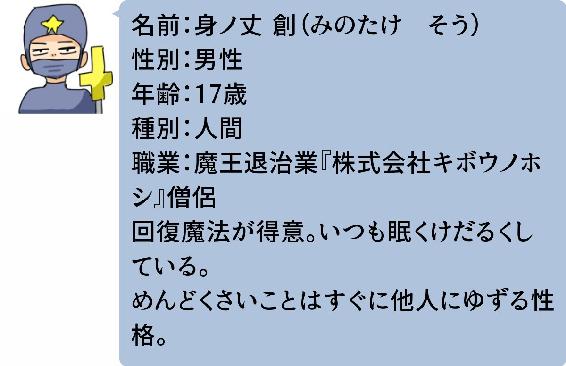 名前：身ノ丈 創（みのたけ　そう）
性別：男性
年齢：17歳
種別：人間
職業：魔王退治業『株式会社キボウノホ
シ』僧侶
回復魔法が得意。いつも眠くけだるくし
ている。
めんどくさいことはすぐに他人にゆずる性
格。